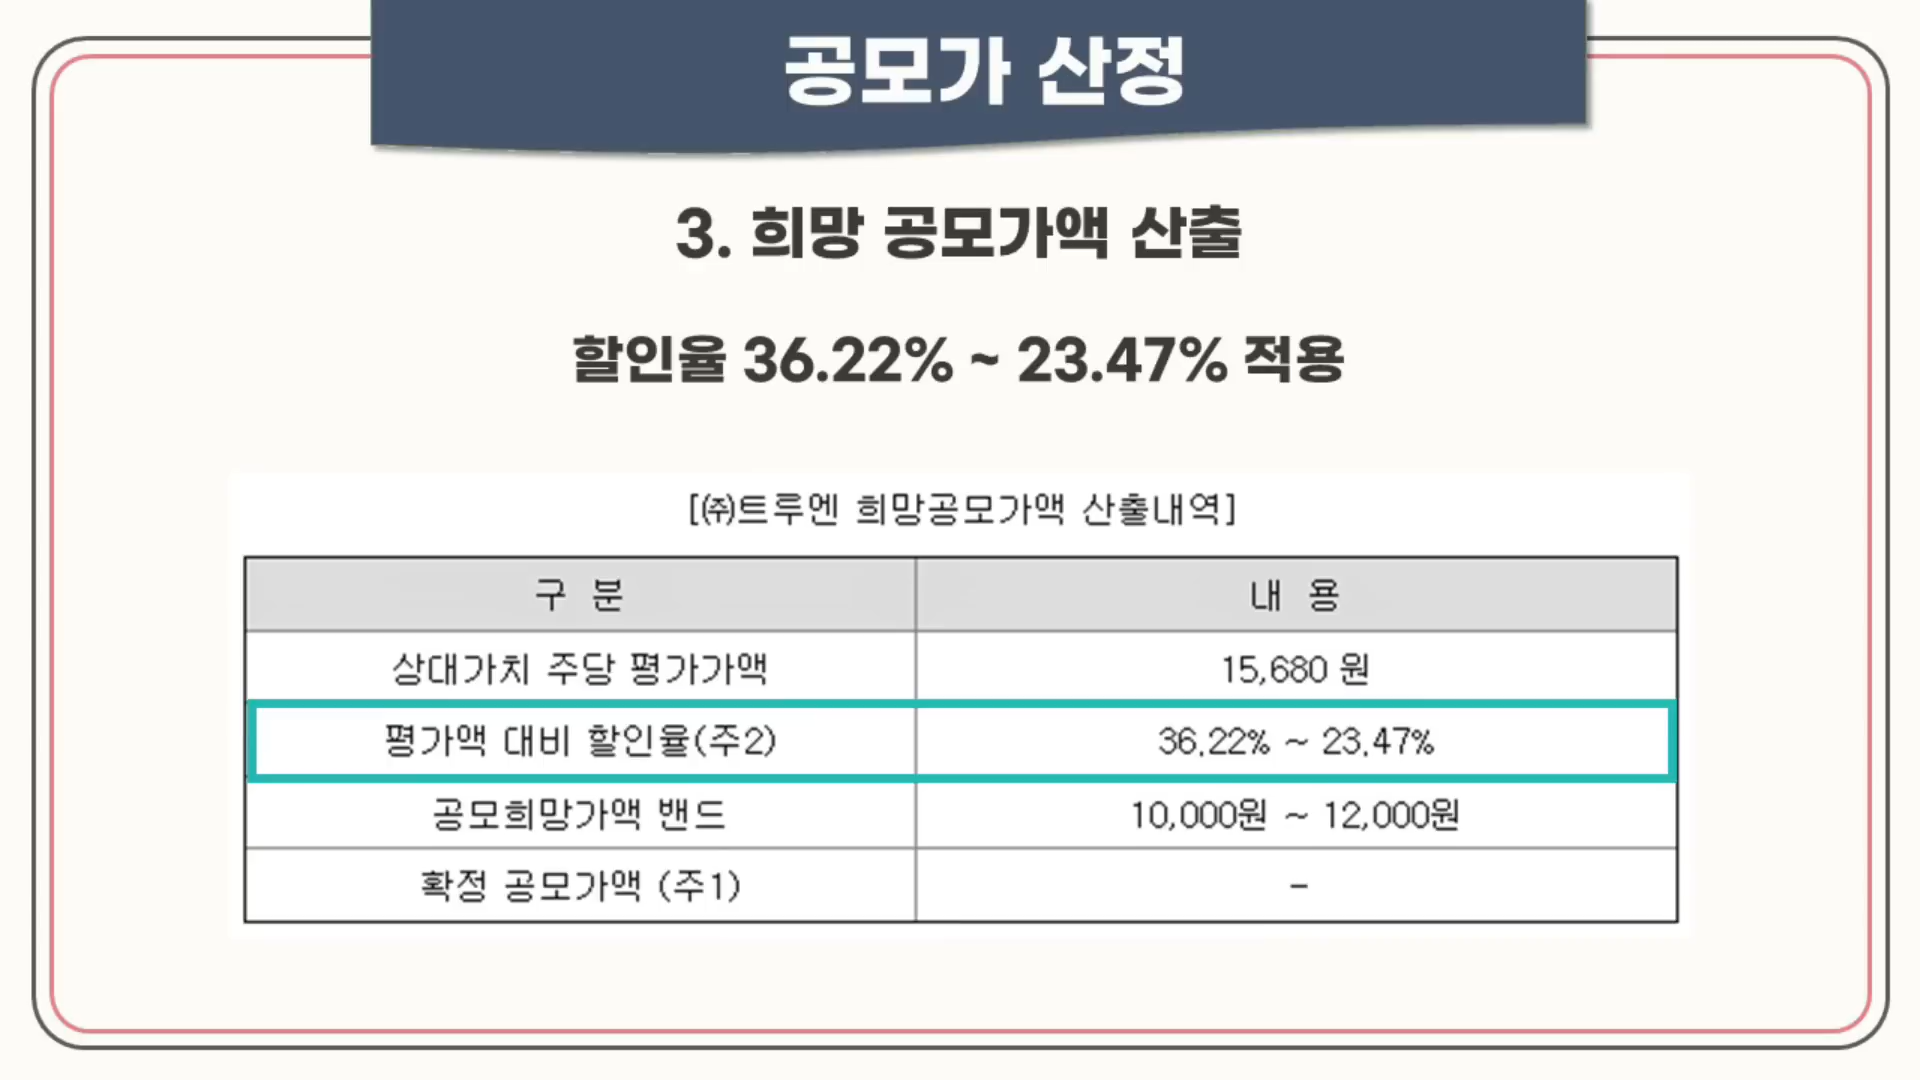 공모가 산정
3. 희망 공모가액 산출
할인율 36.22% ~ 23.47% 적용
[㈜트루엔 희망공모가액 산출내역]
구 분 내 용
상대가치 주당 평가가액 15,680 원
평가액 대비 할인율(주2) 36.22% ~ 23.47%
공모희망가액 밴드 10,000원 ~ 12,000원
확정 공모가액 (주1) -